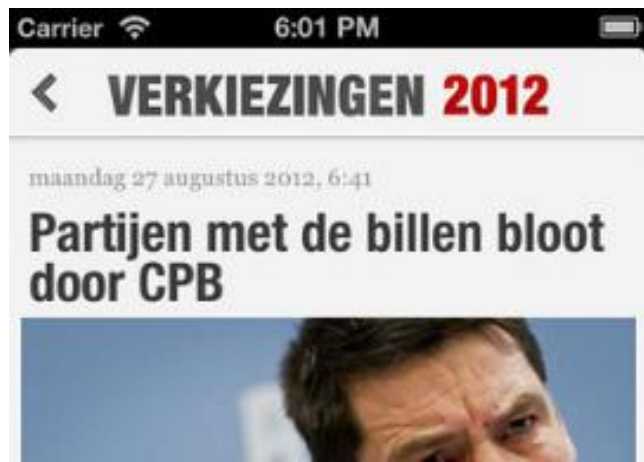 Carrier 6:01 PM
VERKIEZINGEN 2012
maandag 27 augustus 2012, 6:41
Partijen met de billen bloot
door CPB